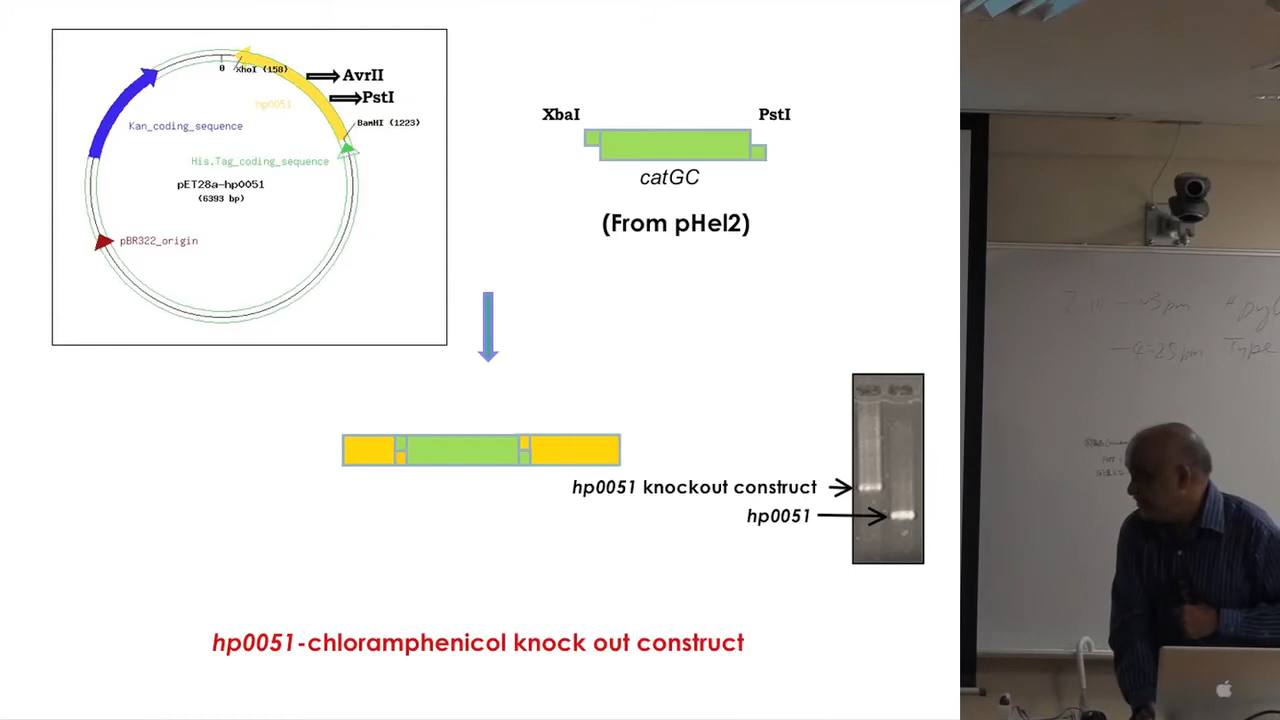 0
XhoI (158)
AvrII
PstI
hp0051
BamHI (1223)
Kan_coding_sequence
His.Tag_coding_sequence
pET28a-hp0051
(6393 bp)
pBR322_origin
XbaI
PstI
catGC
(From pHel2)
hp0051 knockout construct
hp0051
hp0051-chloramphenicol knock out construct
Type